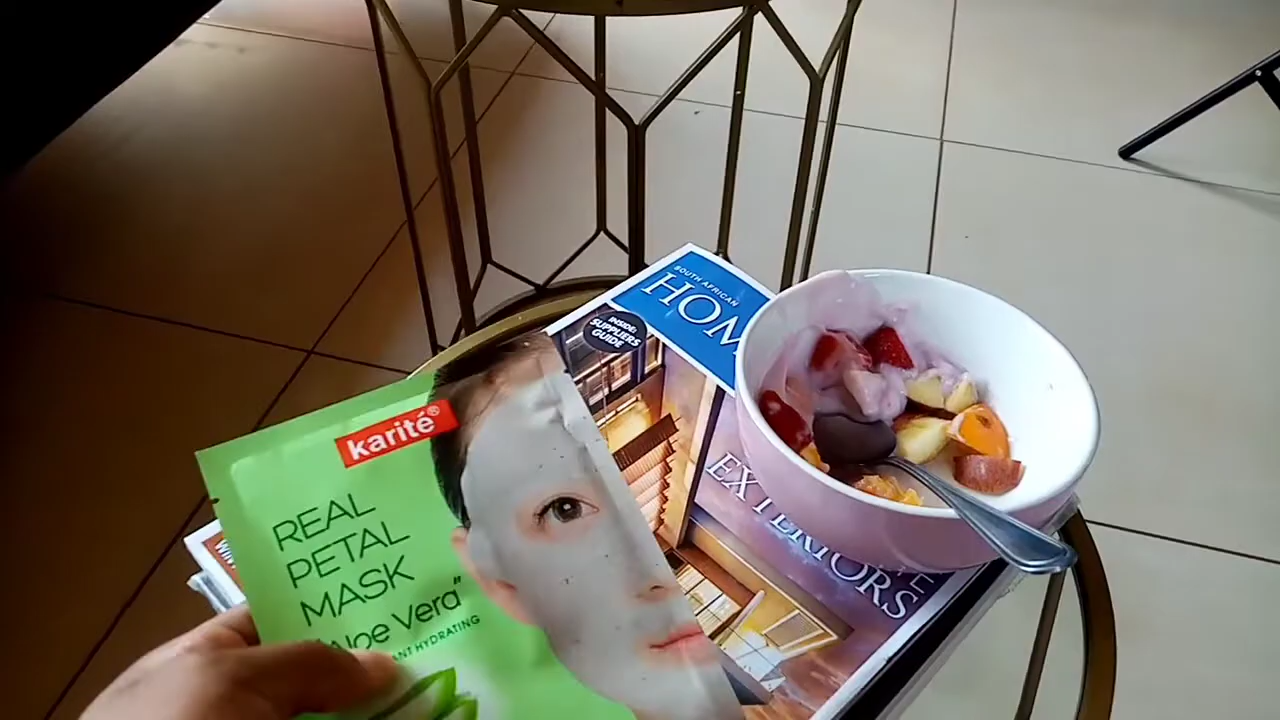 SOUTH AFRICAN
HOM
INSIDE:
SUPPLIERS
GUIDE
karité®
REAL
PETAL
MASK
"Aloe Vera"
HYDRATING
EXTERIORS